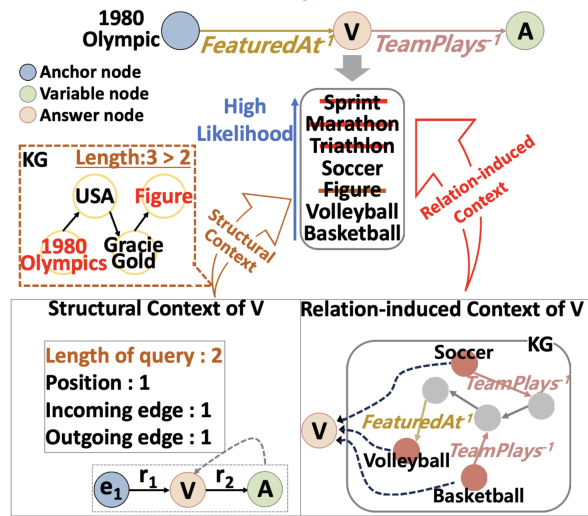 1980
Olympic
FeaturedAt⁻¹
V
TeamPlays⁻¹
A
Anchor node
Variable node
Answer node
High
Likelihood
Sprint
Marathon
Triathlon
Soccer
Figure
Volleyball
Basketball
KG
Length:3 > 2
USA
Figure
1980
Olympics
Gracie
Gold
Structural
Context
Relation-induced
Context
Structural Context of V
Length of query : 2
Position : 1
Incoming edge : 1
Outgoing edge : 1
e₁
r₁
V
r₂
A
Relation-induced Context of V
KG
Soccer
TeamPlays⁻¹
FeaturedAt⁻¹
V
Volleyball
TeamPlays⁻¹
Basketball